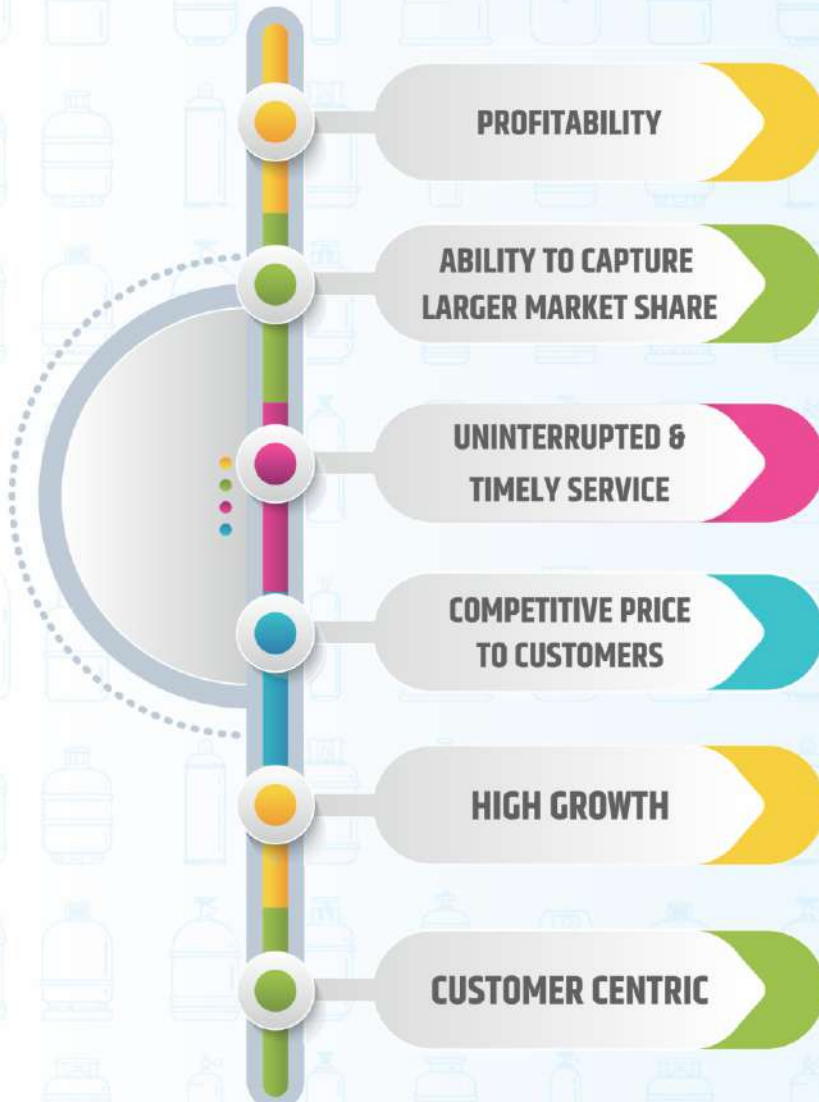 PROFITABILITY
ABILITY TO CAPTURE
LARGER MARKET SHARE
UNINTERRUPTED &
TIMELY SERVICE
COMPETITIVE PRICE
TO CUSTOMERS
HIGH GROWTH
CUSTOMER CENTRIC